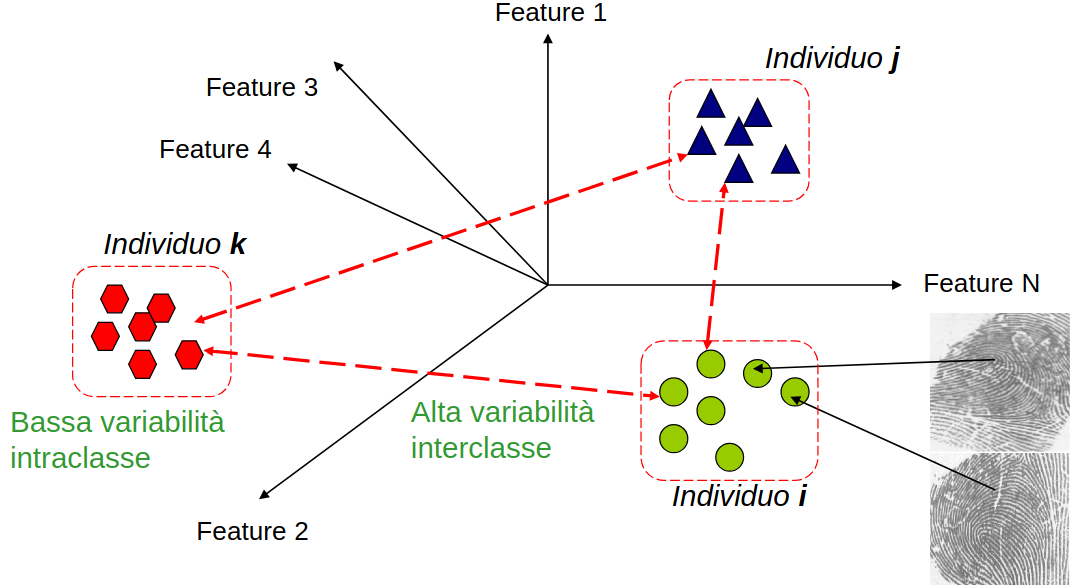 Feature 1
Individuo j
Feature 3
Feature 4
Individuo k
Feature N
Bassa variabilità
intraclasse
Alta variabilità
interclasse
Individuo i
Feature 2